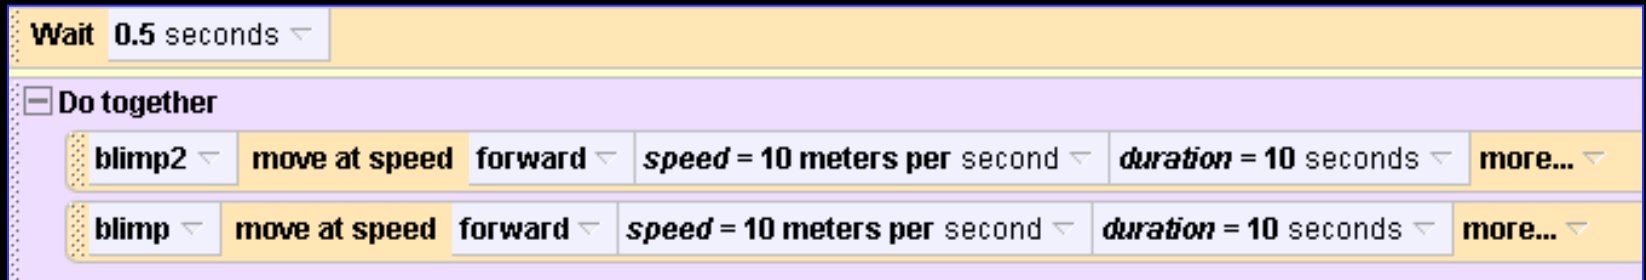 Wait 0.5 seconds
Do together
blimp2 move at speed forward speed = 10 meters per second duration = 10 seconds more...
blimp move at speed forward speed = 10 meters per second duration = 10 seconds more...